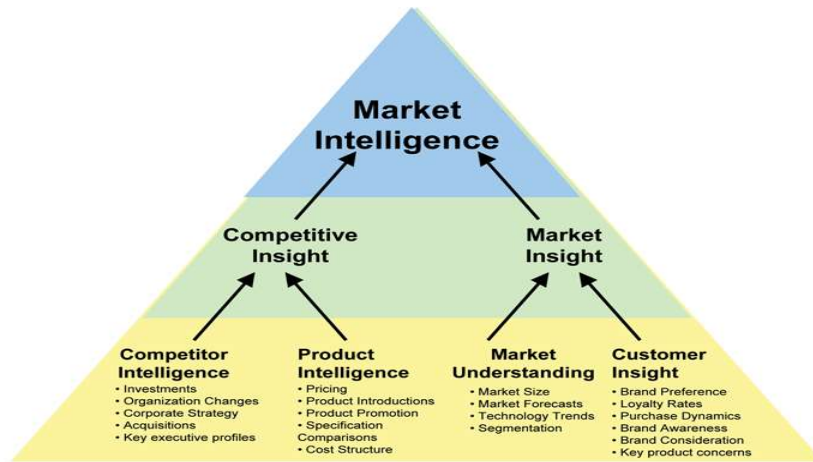 Market
Intelligence
Competitive
Insight
Market
Insight
Competitor
Intelligence
• Investments
• Organization Changes
• Corporate Strategy
• Acquisitions
• Key executive profiles
Product
Intelligence
• Pricing
• Product Introductions
• Product Promotion
• Specification
Comparisons
• Cost Structure
Market
Understanding
• Market Size
• Market Forecasts
• Technology Trends
• Segmentation
Customer
Insight
• Brand Preference
• Loyalty Rates
• Purchase Dynamics
• Brand Awareness
• Brand Consideration
• Key product concerns